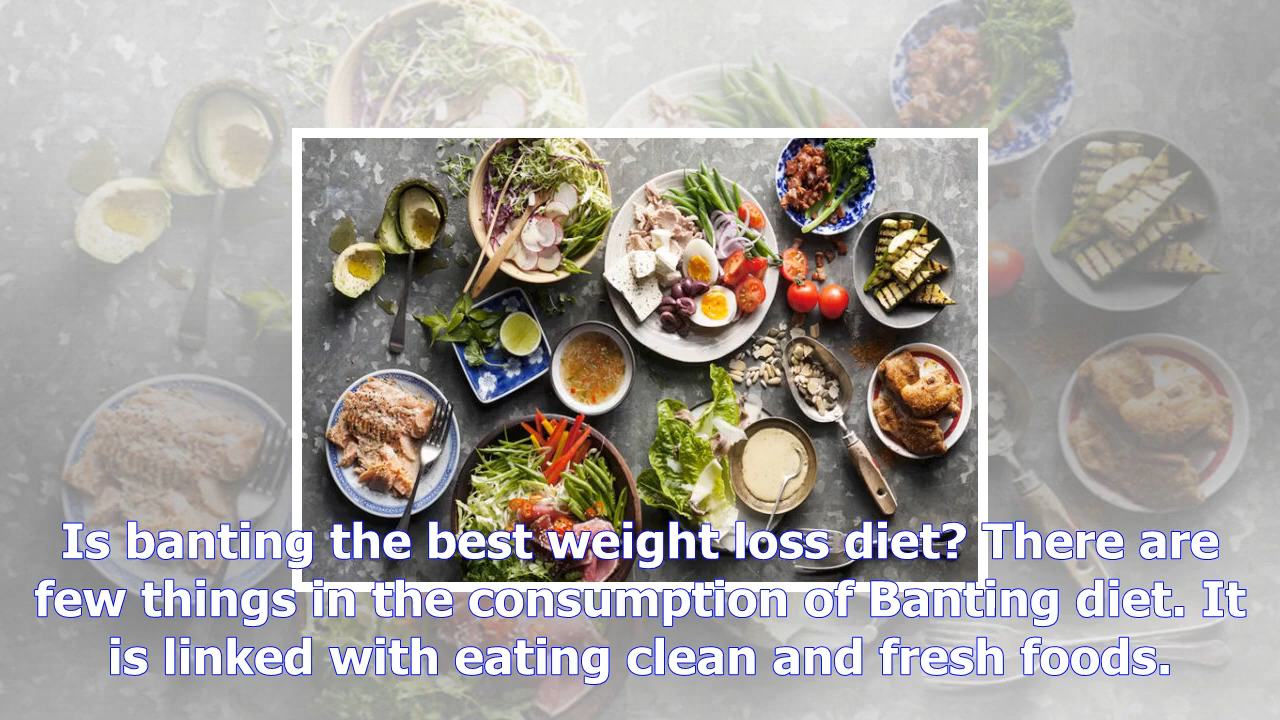 Is banting the best weight loss diet? There are
few things in the consumption of Banting diet. It
is linked with eating clean and fresh foods.